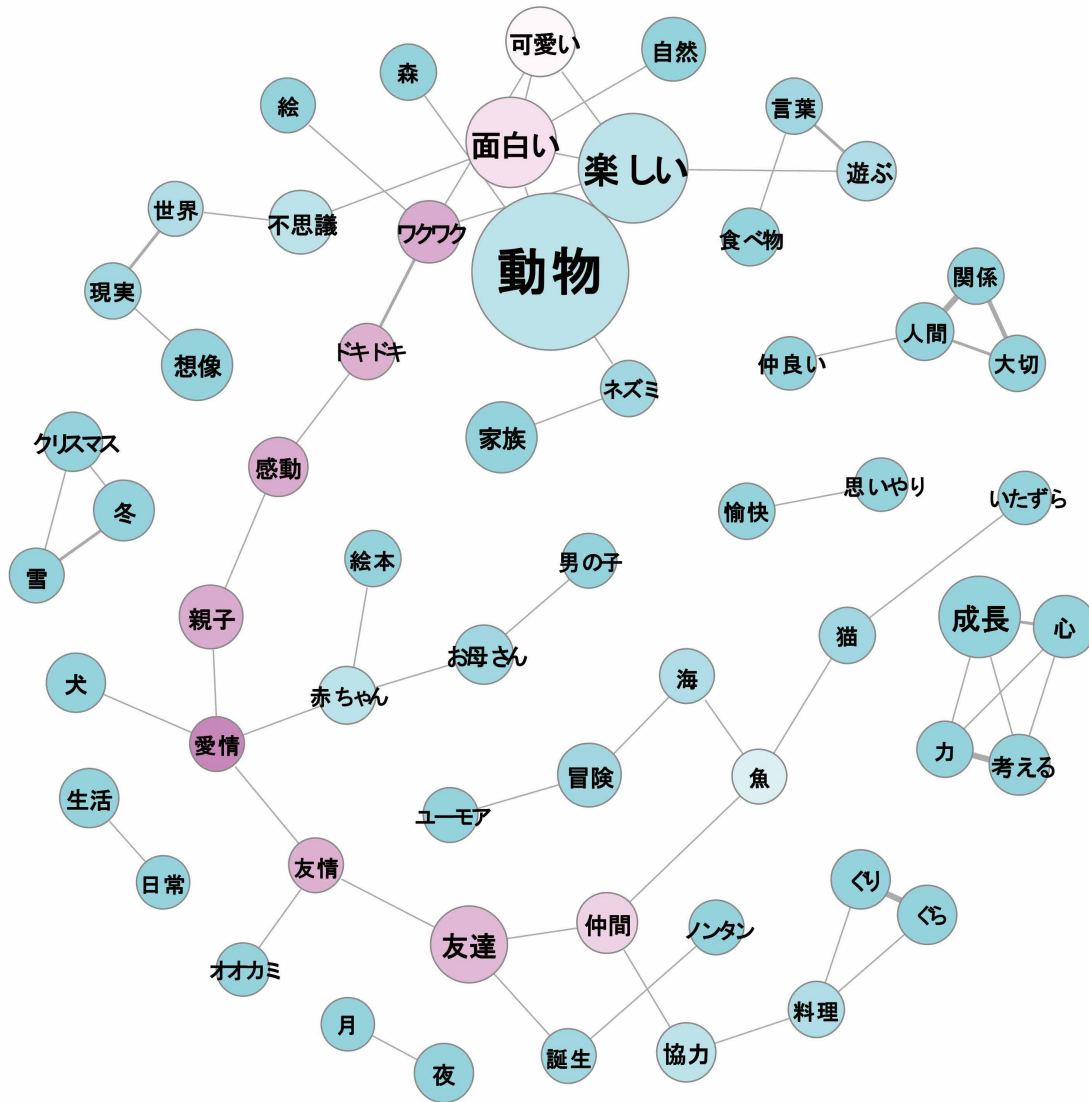 可愛い
自然
森
絵
面白い
言葉
楽しい
遊ぶ
世界
不思議
ワクワク
食べ物
動物
関係
現実
人間
ドキドキ
仲良い
大切
想像
ネズミ
家族
クリスマス
感動
思いやり
いたずら
冬
愉快
絵本
男の子
雪
親子
成長
心
猫
お母さん
犬
海
赤ちゃん
愛情
力
考える
魚
冒険
生活
ユーモア
友情
日常
ぐり
ぐら
仲間
ノンタン
友達
オオカミ
料理
月
協力
誕生
夜